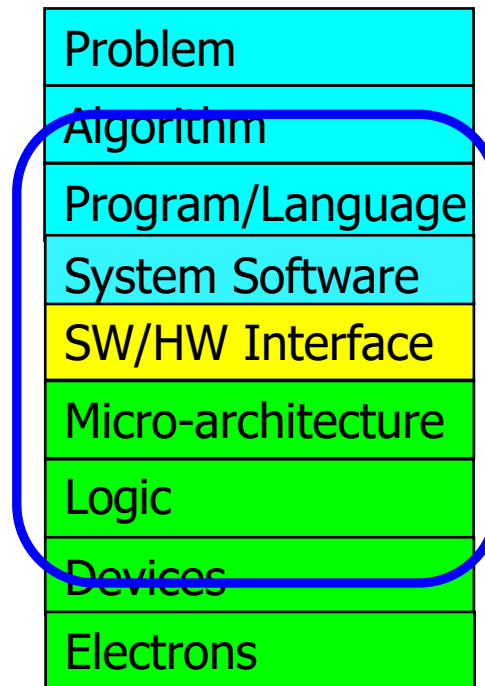 Problem
Algorithm
Program/Language
System Software
SW/HW Interface
Micro-architecture
Logic
Devices
Electrons